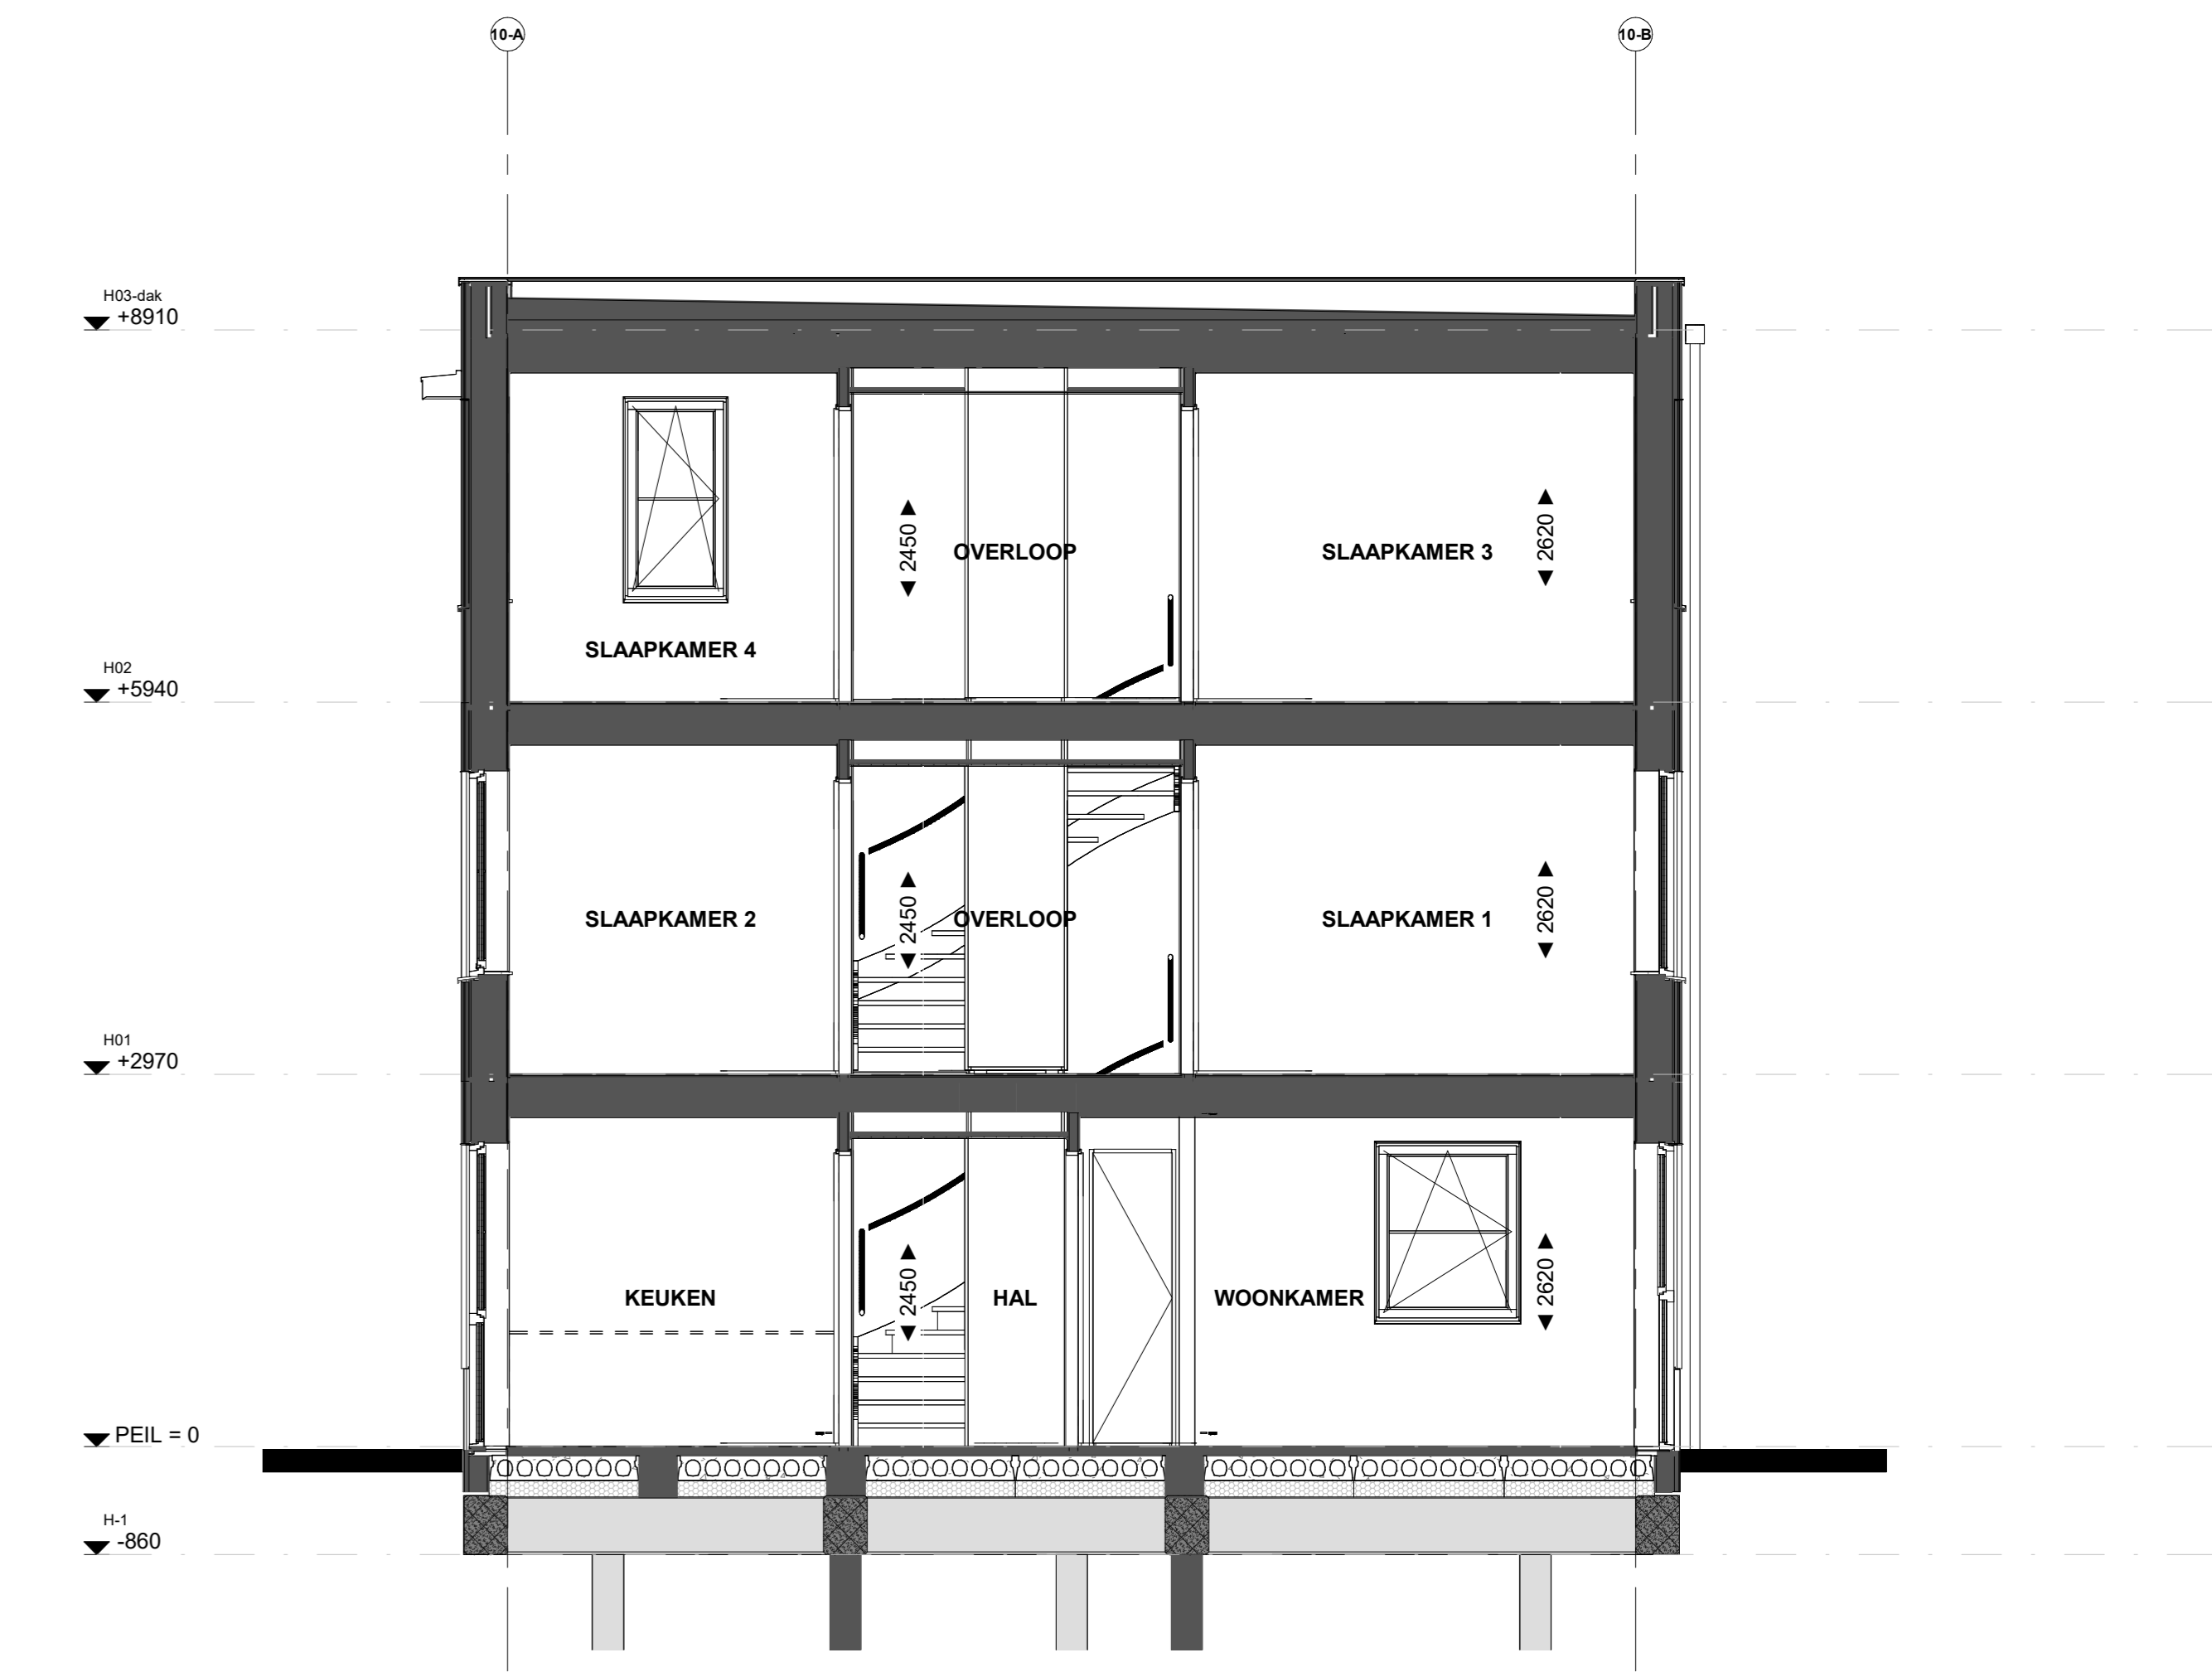 10-A
10-B
H03-dak
+8910
2450
OVERLOOP
SLAAPKAMER 3
2620
SLAAPKAMER 4
H02
+5940
SLAAPKAMER 2
2450
OVERLOOP
SLAAPKAMER 1
2620
H01
+2970
KEUKEN
2450
HAL
WOONKAMER
2620
PEIL = 0
H-1
-860